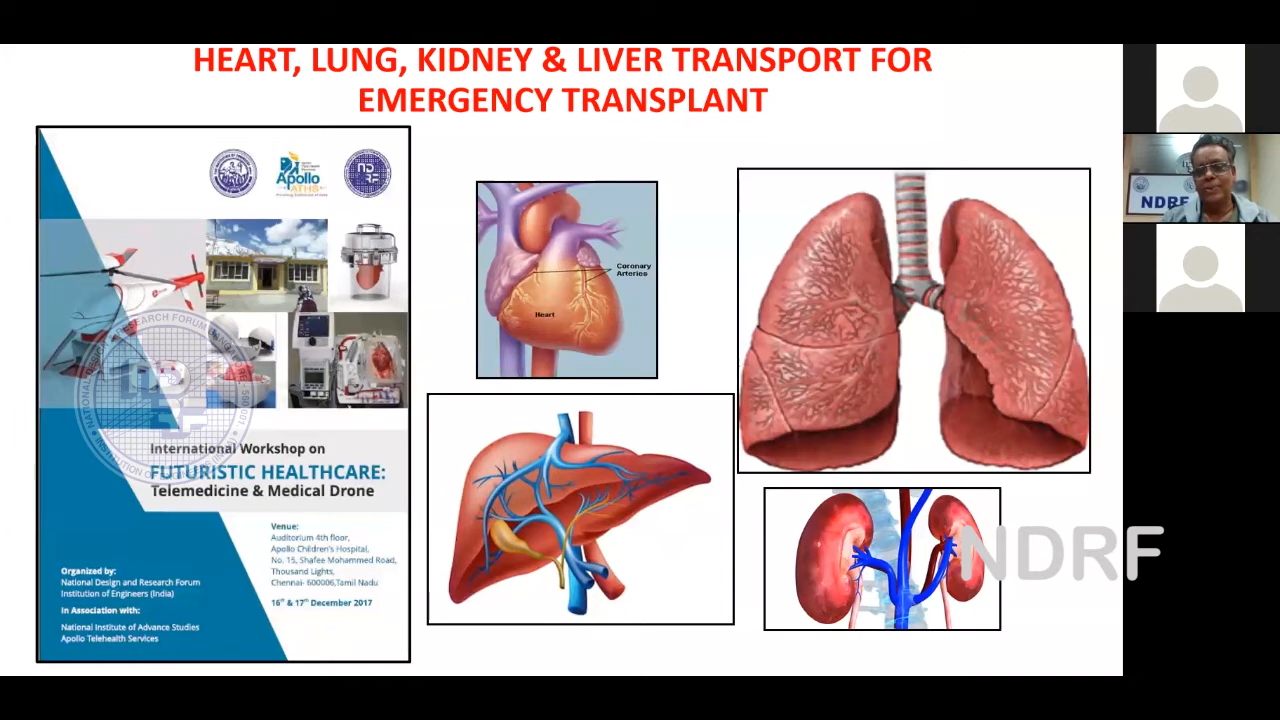 HEART, LUNG, KIDNEY & LIVER TRANSPORT FOR
EMERGENCY TRANSPLANT
Apollo
ATHS
ND
RF
International Workshop on
FUTURISTIC HEALTHCARE:
Telemedicine & Medical Drone
Venue:
Auditorium 4th floor,
Apollo Children's Hospital,
No. 15, Shafee Mohammed Road,
Thousand Lights,
Chennai- 600006,Tamil Nadu
16th & 17th December 2017
Organized by:
National Design and Research Forum
Institution of Engineers (India)
In Association with:
National Institute of Advance Studies
Apollo Telehealth Services
Coronary
Arteries
Heart
NDRF
NDRF